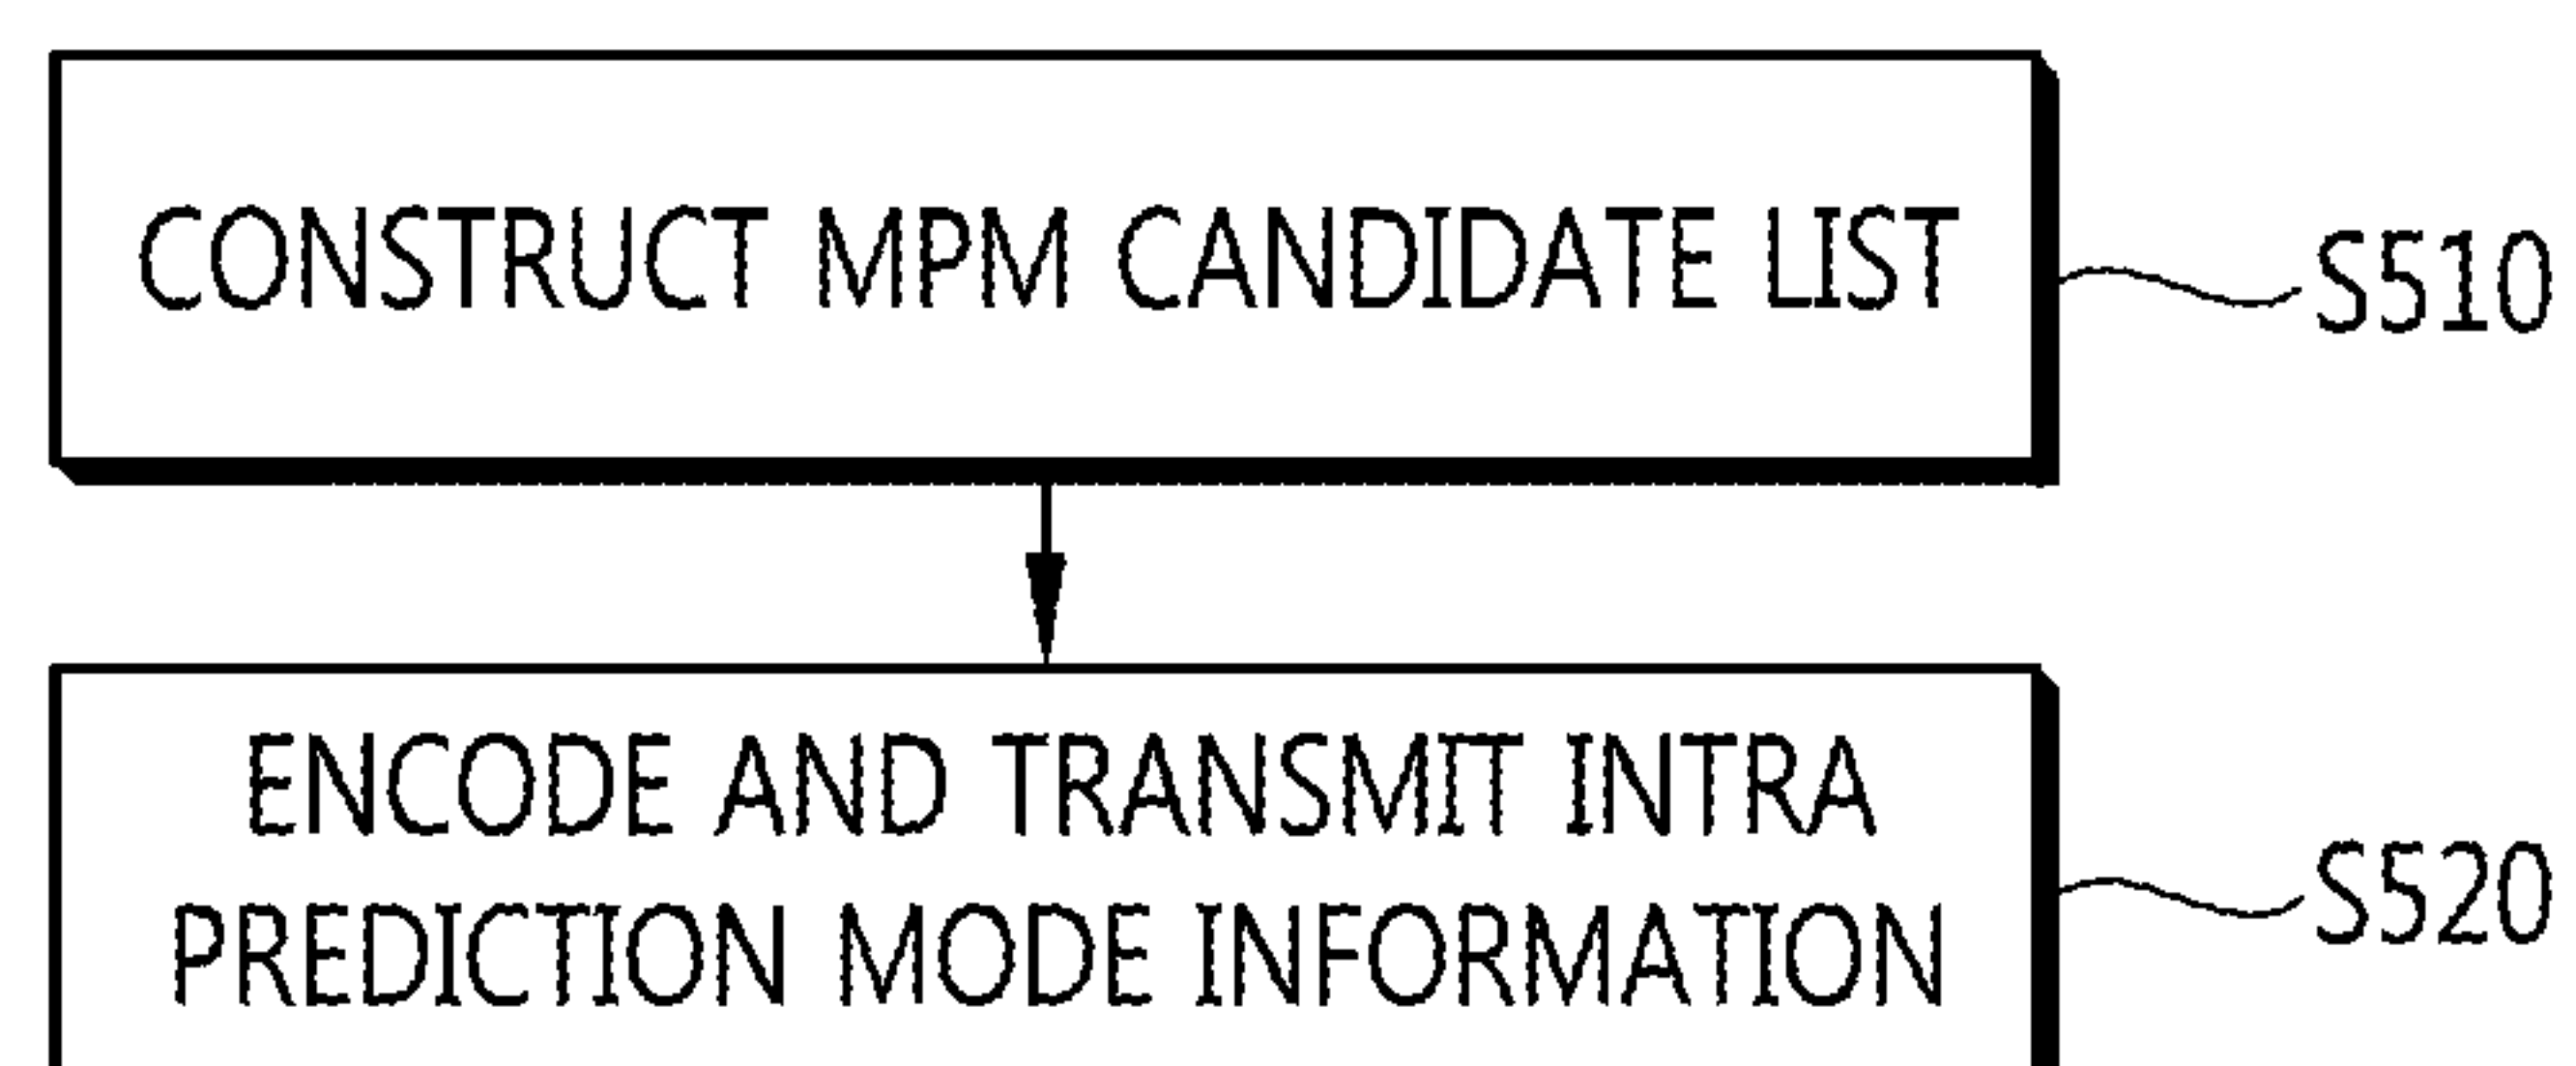 CONSTRUCT MPM CANDIDATE LIST
S510
ENCODE AND TRANSMIT INTRA
PREDICTION MODE INFORMATION
S520